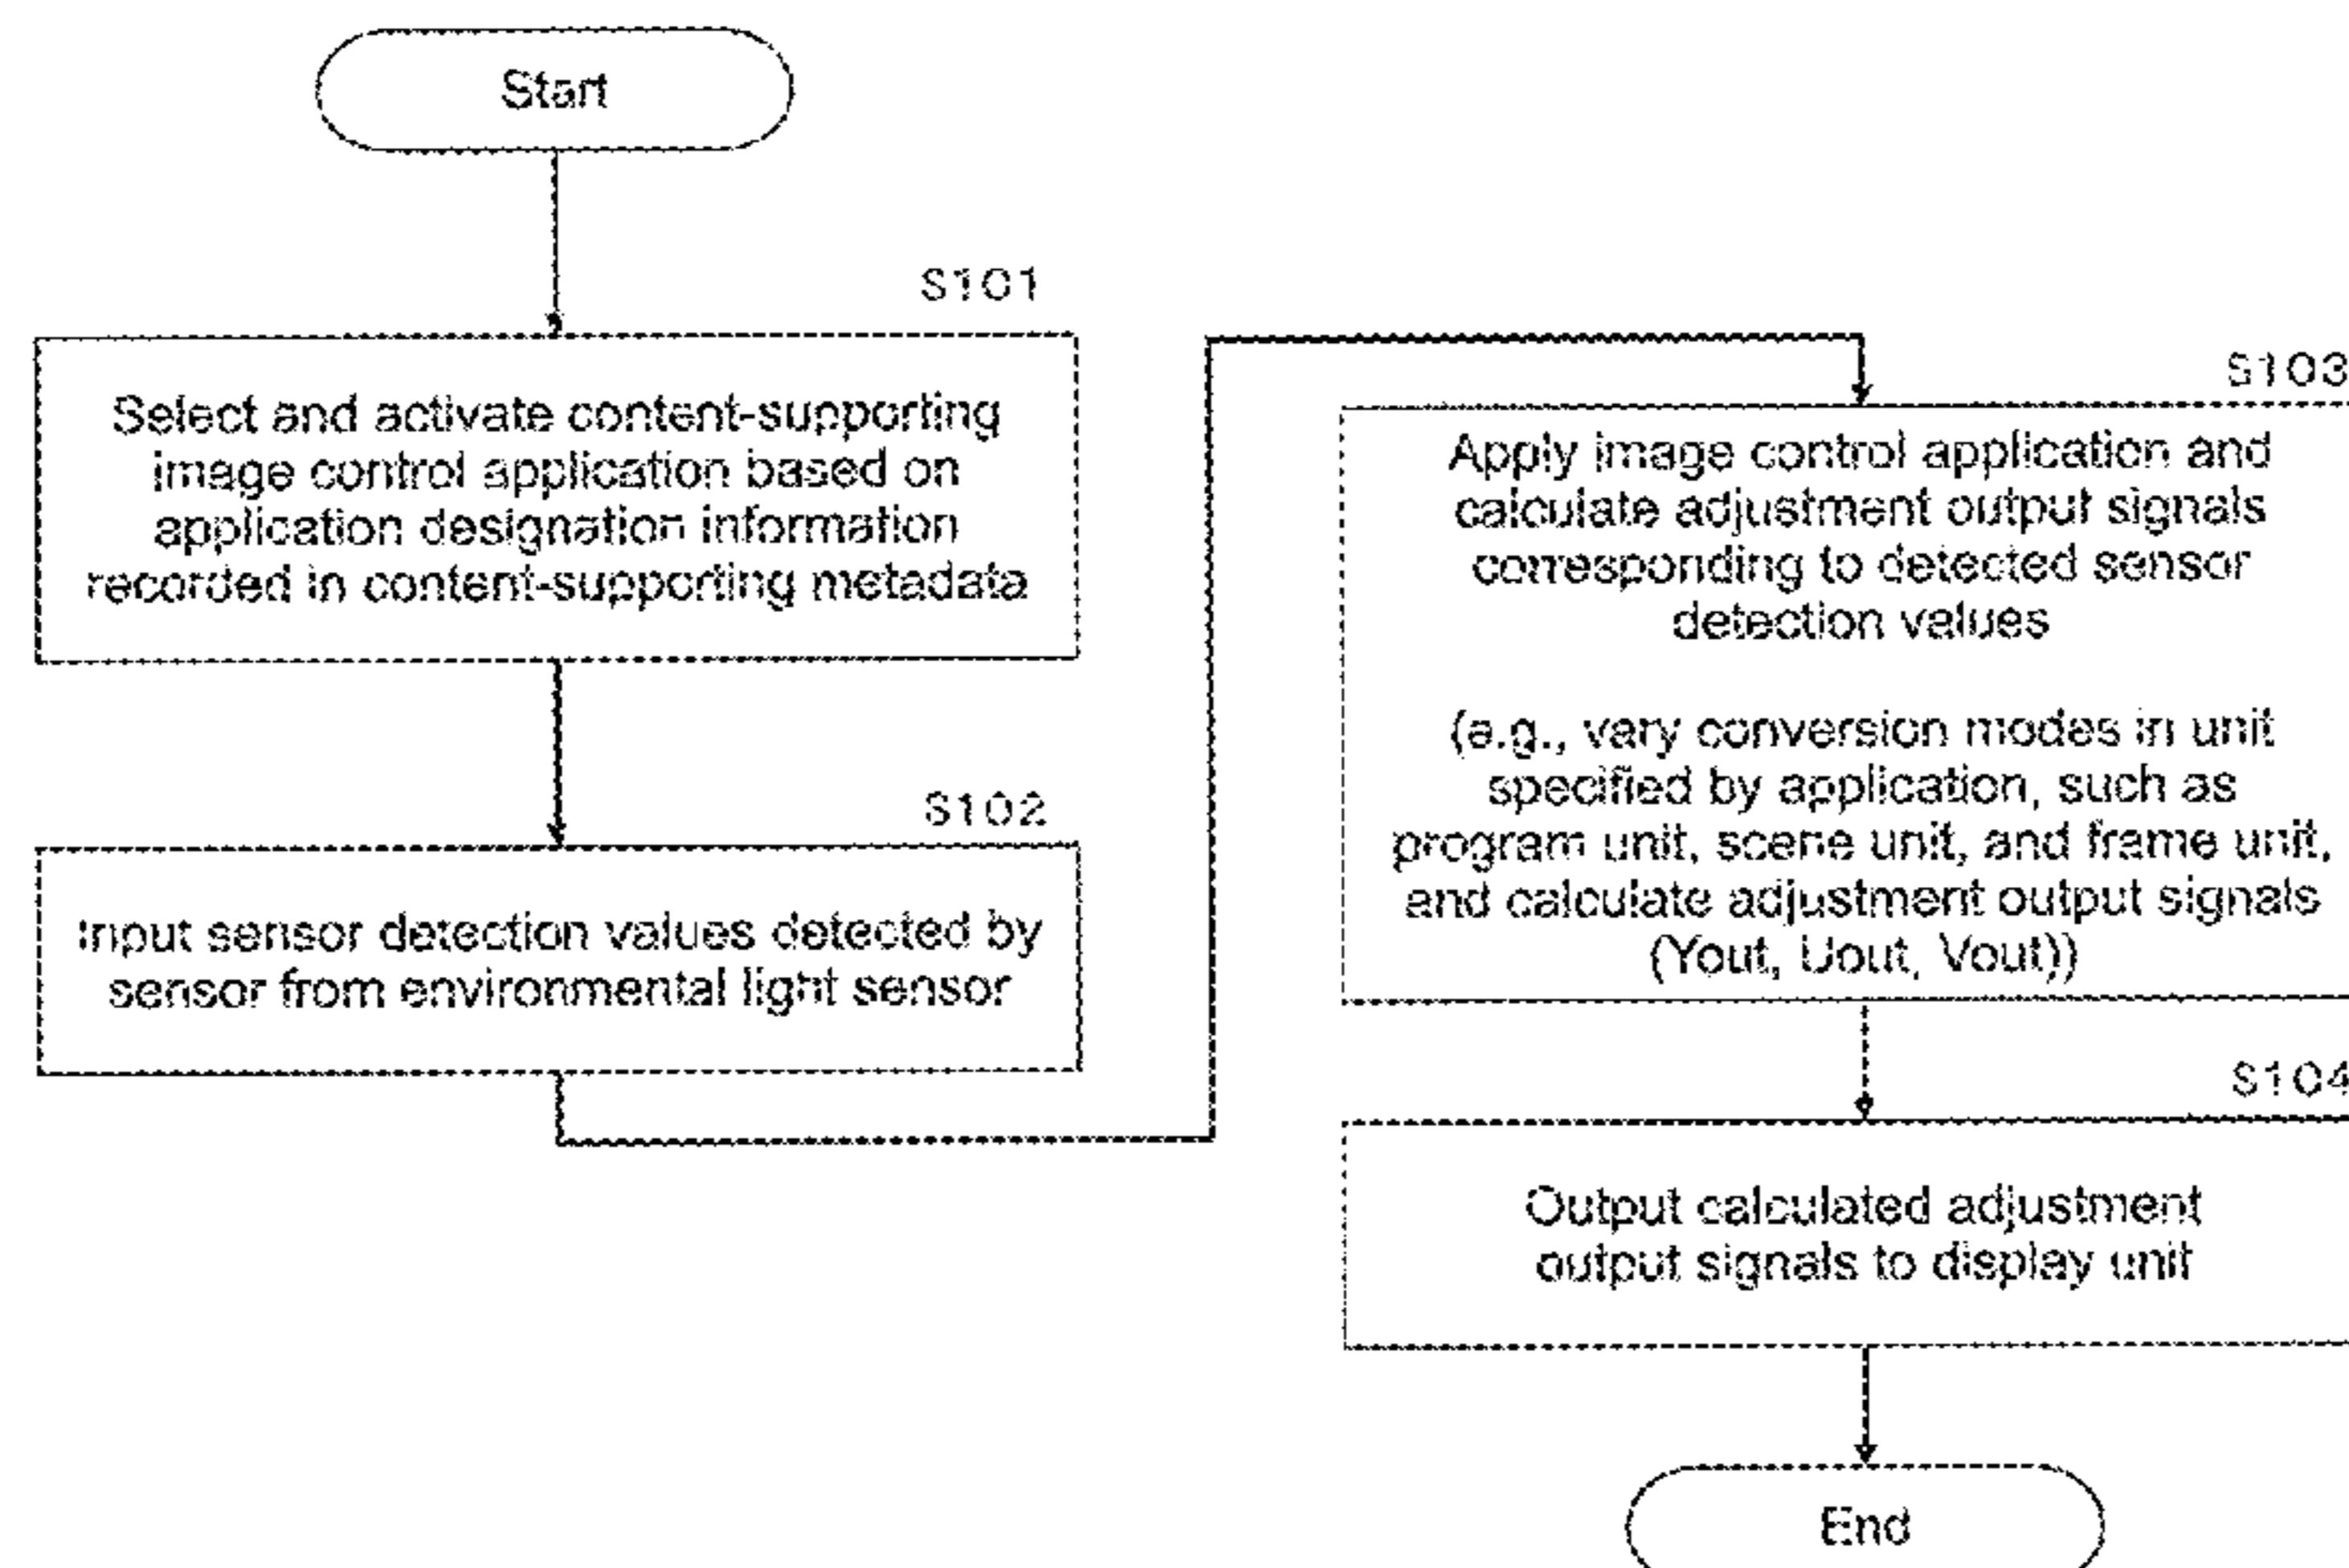 Start
S101
Select and activate content-supporting
image control application based on
application designation information
recorded in content-supporting metadata
S102
Input sensor detection values detected by
sensor from environmental light sensor
S103
Apply image control application and
calculate adjustment output signals
corresponding to detected sensor
detection values
(e.g., vary conversion modes in unit
specified by application, such as
program unit, scene unit, and frame unit,
and calculate adjustment output signals
(Yout, Uout, Vout))
S104
Output calculated adjustment
output signals to display unit
End